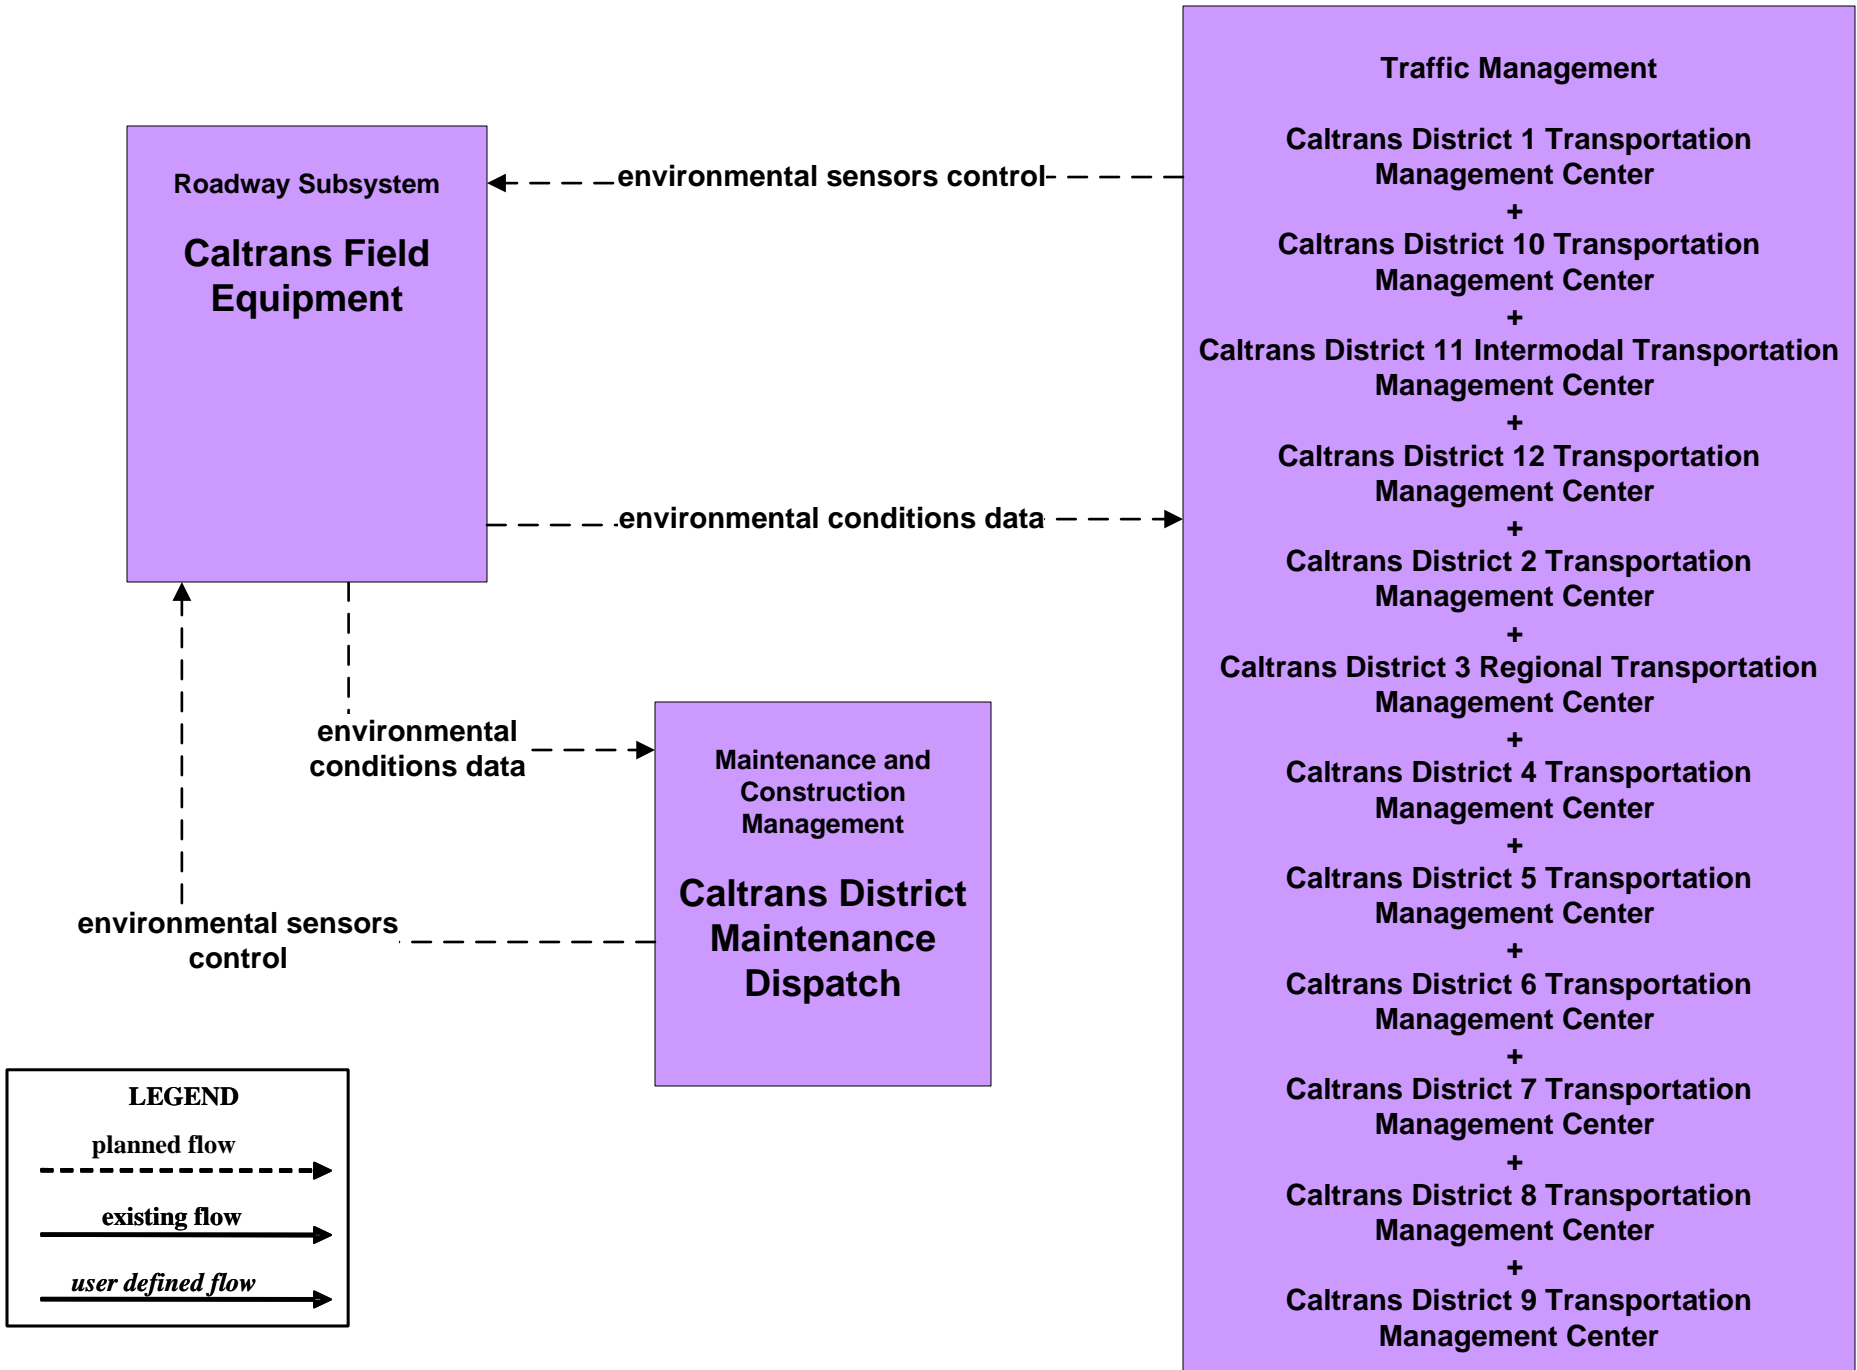 Roadway Subsystem
Caltrans Field
Equipment
environmental sensors control
environmental conditions data
environmental
conditions data
environmental sensors
control
Maintenance and
Construction
Management
Caltrans District
Maintenance
Dispatch
Traffic Management
Caltrans District 1 Transportation
Management Center
+
Caltrans District 10 Transportation
Management Center
+
Caltrans District 11 Intermodal Transportation
Management Center
+
Caltrans District 12 Transportation
Management Center
+
Caltrans District 2 Transportation
Management Center
+
Caltrans District 3 Regional Transportation
Management Center
+
Caltrans District 4 Transportation
Management Center
+
Caltrans District 5 Transportation
Management Center
+
Caltrans District 6 Transportation
Management Center
+
Caltrans District 7 Transportation
Management Center
+
Caltrans District 8 Transportation
Management Center
+
Caltrans District 9 Transportation
Management Center
LEGEND
planned flow
existing flow
user defined flow